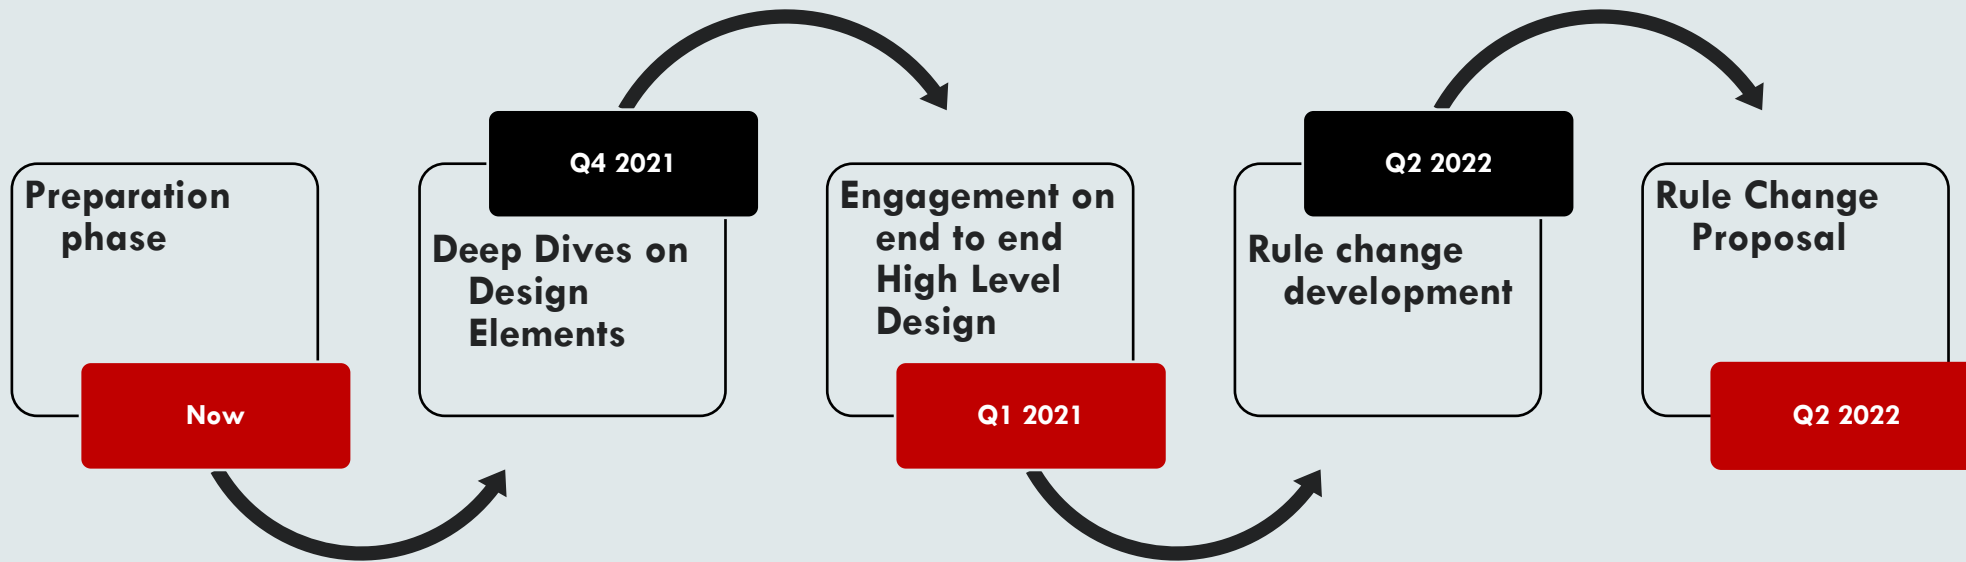 Preparation
phase
Now
Q4 2021
Deep Dives on
Design
Elements
Engagement on
end to end
High Level
Design
Q1 2021
Q2 2022
Rule change
development
Rule Change
Proposal
Q2 2022